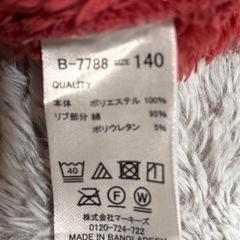 B-7788 SIZE 140
QUALITY
本体 ポリエステル 100%
リブ部分 綿 95%
ポリウレタン 5%
40
P W
株式会社マーキーズ
0120-724-722
MADE IN BANGLADESH